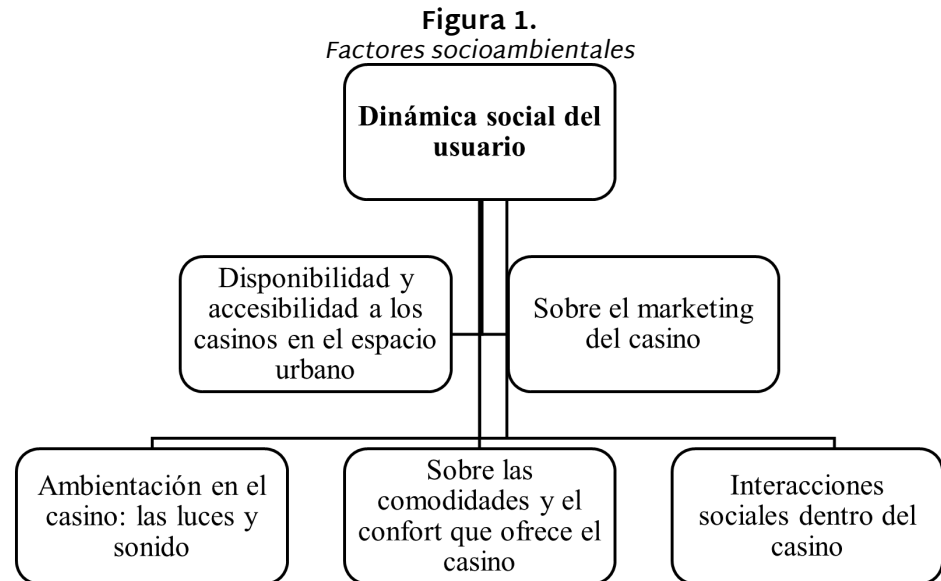 Figura 1.
Factores socioambientales
Dinámica social del
usuario
Disponibilidad y
accesibilidad a los
casinos en el espacio
urbano
Sobre el marketing
del casino
Ambientación en el
casino: las luces y
sonido
Sobre las
comodidades y el
confort que ofrece el
casino
Interacciones
sociales dentro del
casino